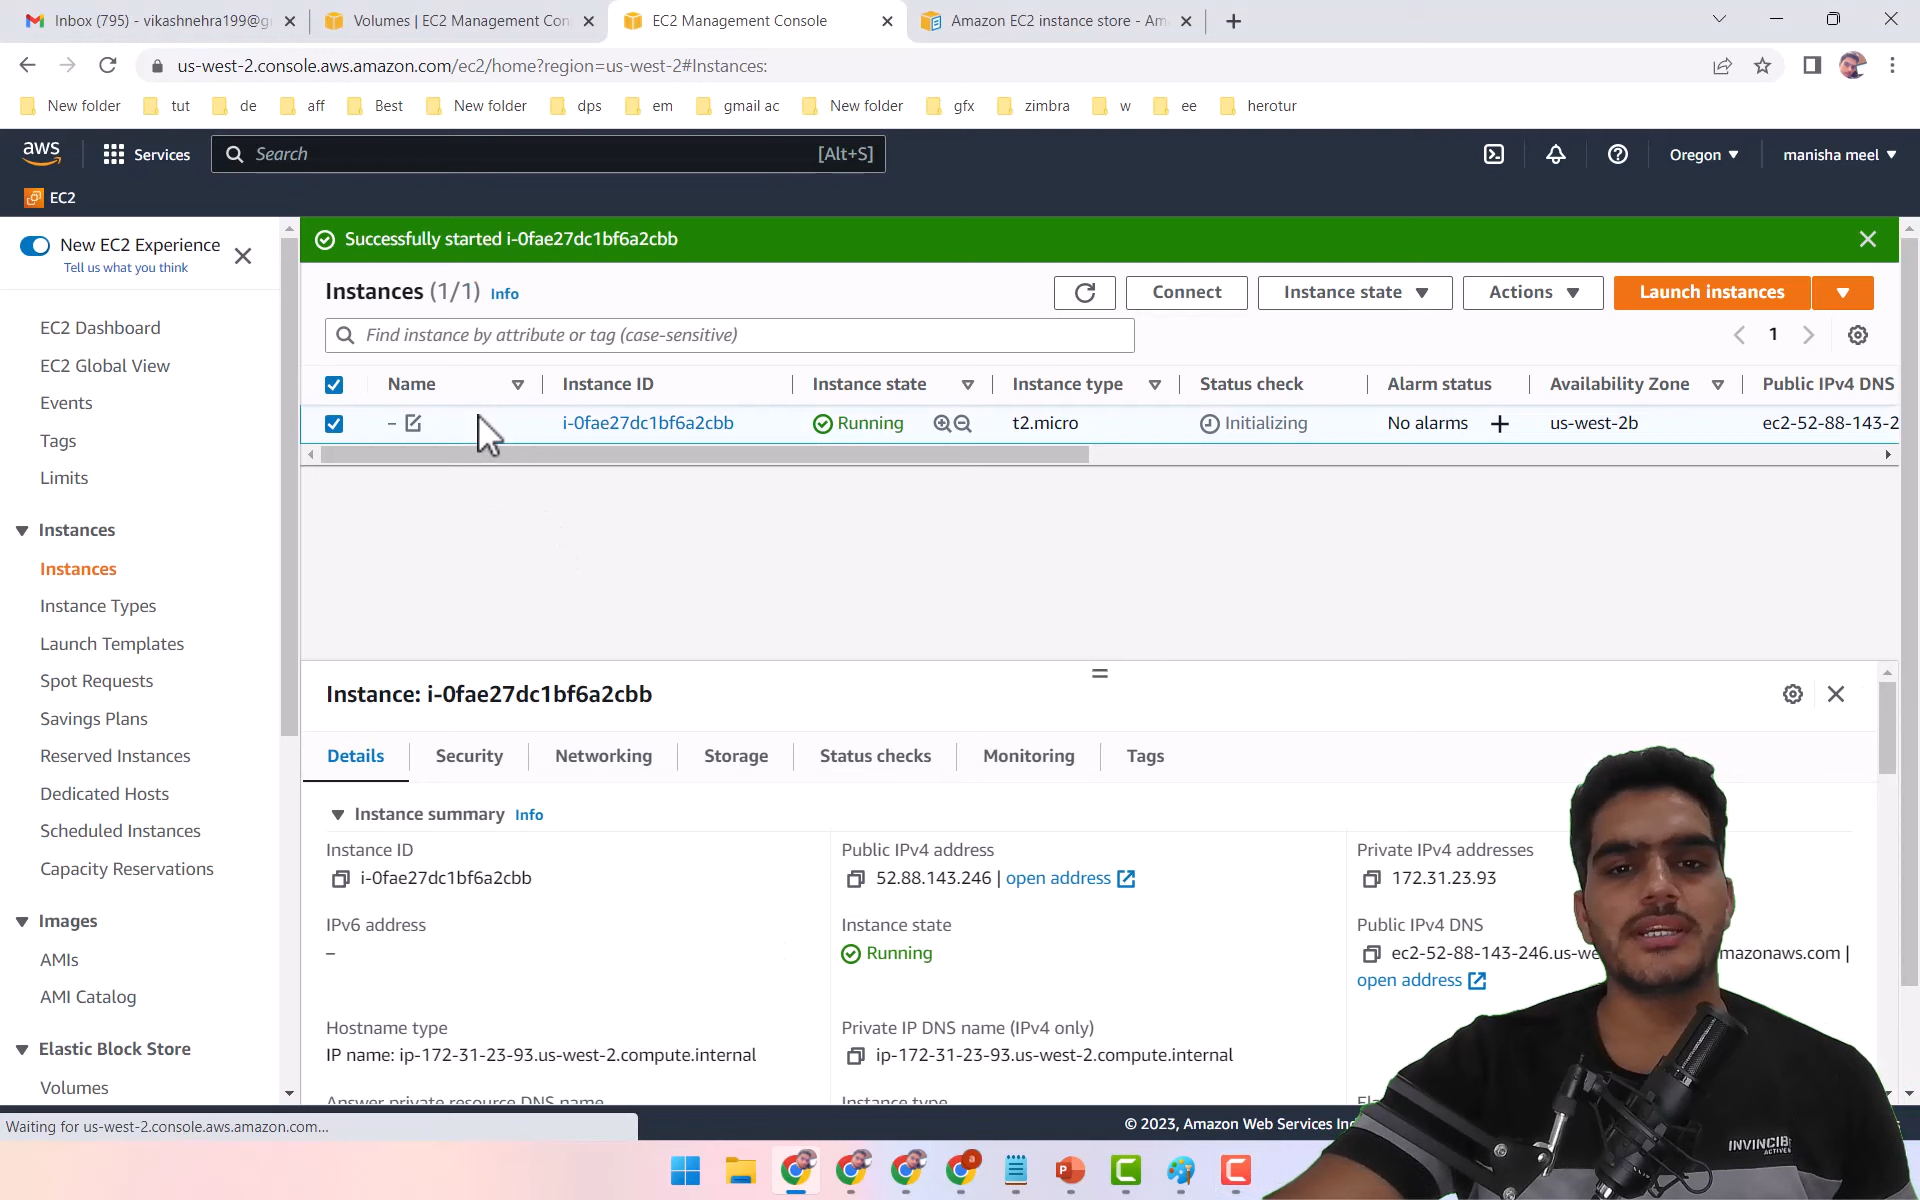 Inbox (795) - vikashnehra199@g
Volumes | EC2 Management Con
EC2 Management Console
Amazon EC2 instance store - Am
us-west-2.console.aws.amazon.com/ec2/home?region=us-west-2#Instances:
New folder tut de aff Best New folder dps em gmail ac New folder gfx zimbra w ee herotur
aws Services Search [Alt+S] Oregon manisha meel
EC2
New EC2 Experience
Tell us what you think
EC2 Dashboard
EC2 Global View
Events
Tags
Limits
Instances
Instances
Instance Types
Launch Templates
Spot Requests
Savings Plans
Reserved Instances
Dedicated Hosts
Scheduled Instances
Capacity Reservations
Images
AMIs
AMI Catalog
Elastic Block Store
Volumes
Successfully started i-0fae27dc1bf6a2cbb
Instances (1/1) Info
Connect Instance state Actions Launch instances
Find instance by attribute or tag (case-sensitive)
1
Name Instance ID Instance state Instance type Status check Alarm status Availability Zone Public IPv4 DNS
– i-0fae27dc1bf6a2cbb Running t2.micro Initializing No alarms + us-west-2b ec2-52-88-143-2
Instance: i-0fae27dc1bf6a2cbb
Details Security Networking Storage Status checks Monitoring Tags
Instance summary Info
Instance ID
i-0fae27dc1bf6a2cbb
Public IPv4 address
52.88.143.246 | open address
Private IPv4 addresses
172.31.23.93
IPv6 address
–
Instance state
Running
Public IPv4 DNS
ec2-52-88-143-246.us-we mazonaws.com |
open address
Hostname type
IP name: ip-172-31-23-93.us-west-2.compute.internal
Private IP DNS name (IPv4 only)
ip-172-31-23-93.us-west-2.compute.internal
Answer private resource DNS name
Instance type
Waiting for us-west-2.console.aws.amazon.com...
© 2023, Amazon Web Services Inc
INVINCIB
ACTIVE